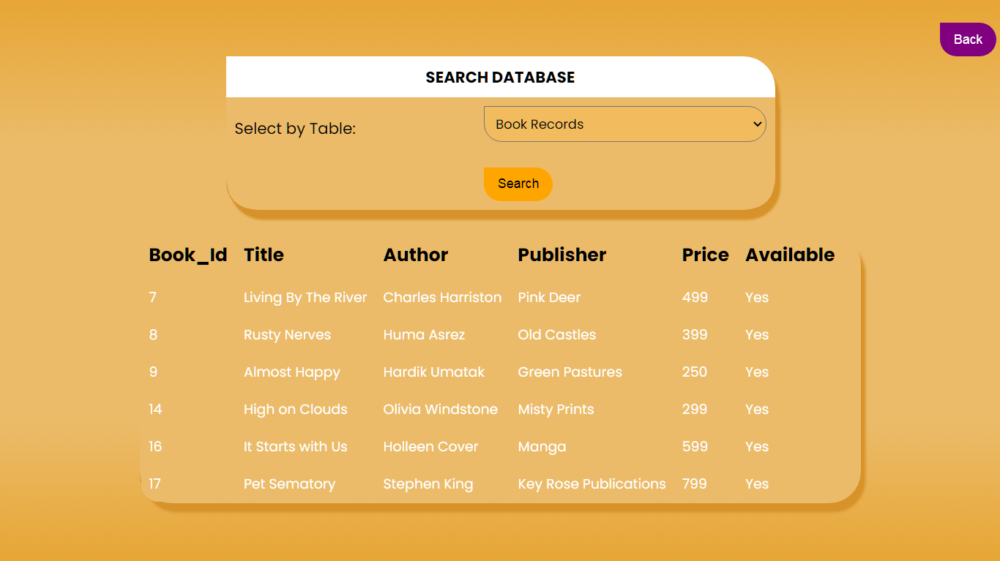 Back
SEARCH DATABASE
Select by Table: Book Records
Search
Book_Id Title Author Publisher Price Available
7 Living By The River Charles Harriston Pink Deer 499 Yes
8 Rusty Nerves Huma Asrez Old Castles 399 Yes
9 Almost Happy Hardik Umatak Green Pastures 250 Yes
14 High on Clouds Olivia Windstone Misty Prints 299 Yes
16 It Starts with Us Holleen Cover Manga 599 Yes
17 Pet Sematory Stephen King Key Rose Publications 799 Yes